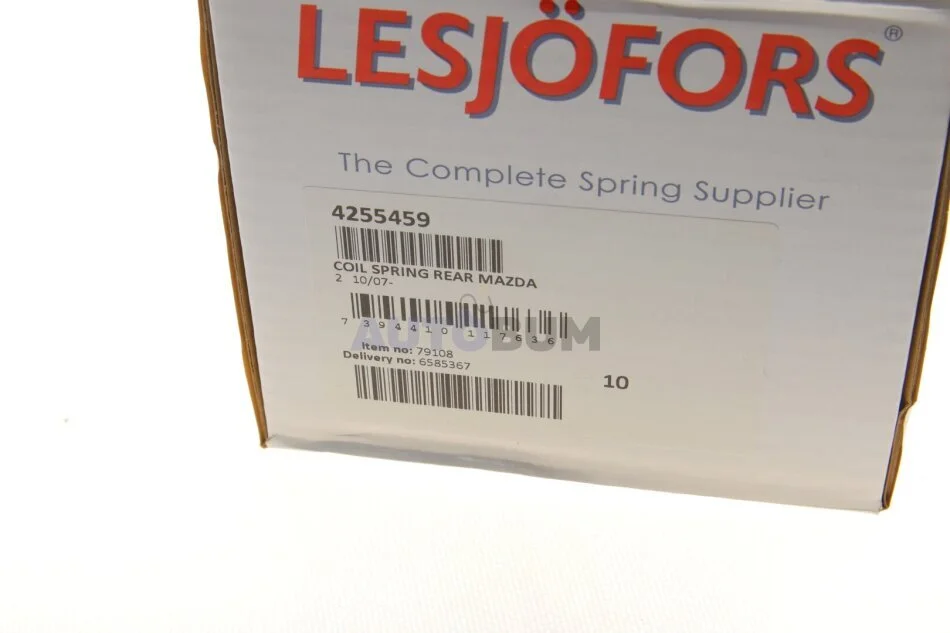 LESJÖFORS®
The Complete Spring Supplier
4255459
COIL SPRING REAR MAZDA
2 10/07-
7 394410 117636
AUTOBUM
Item no: 79108
Delivery no: 6585367
10